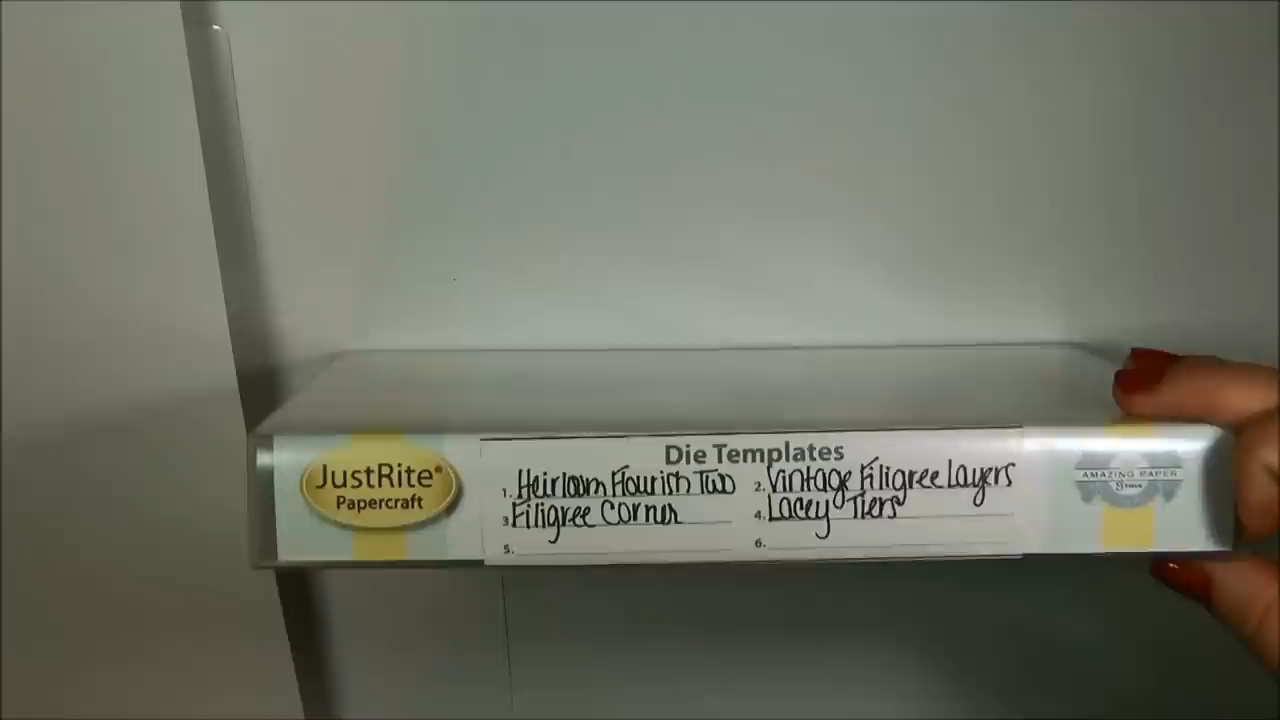 JustRite®
Papercraft
Die Templates
1. Heirloom Flourish Two
2. Vintage Filigree Layers
3 Filigree Corner
4. Lacey Tiers
5.
6.
AMAZING PAPER